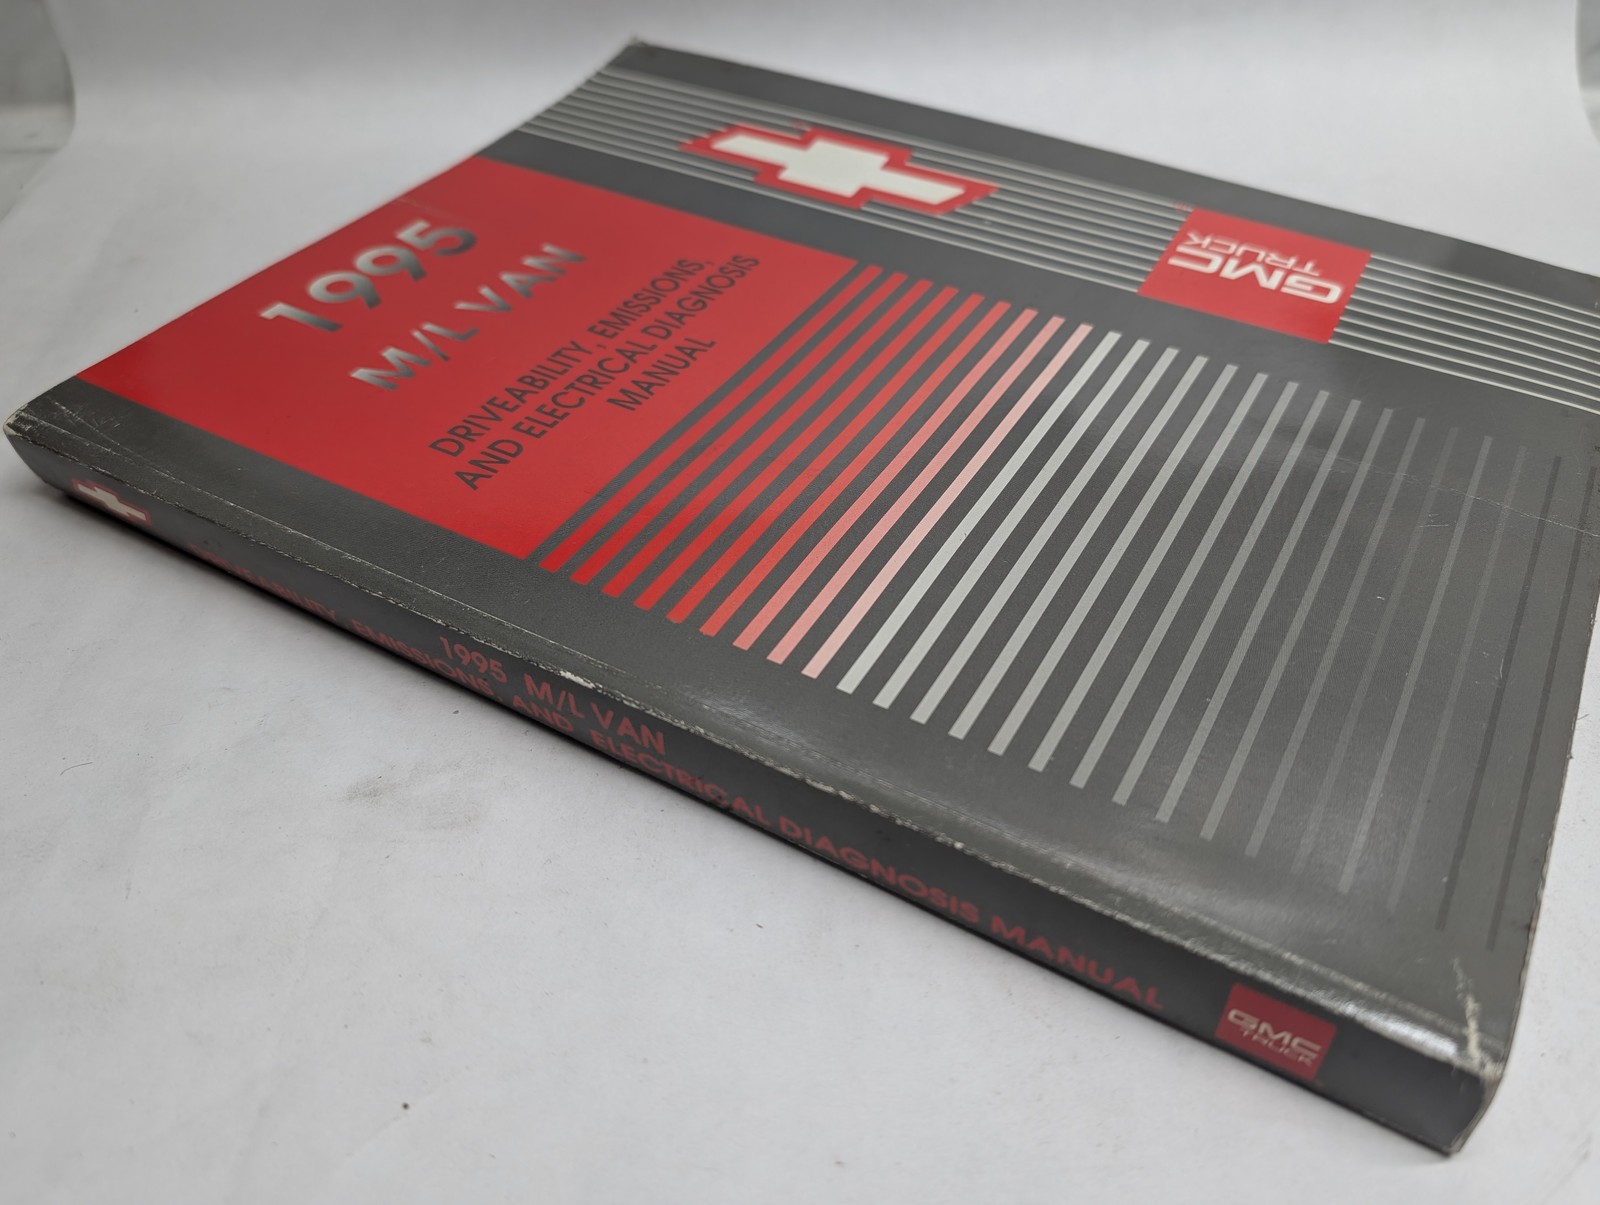 1995
M/L VAN
DRIVEABILITY, EMISSIONS,
AND ELECTRICAL DIAGNOSIS
MANUAL
GMC
TRUCK
1995 M/L VAN
DRIVEABILITY, EMISSIONS AND ELECTRICAL DIAGNOSIS MANUAL
GMC
TRUCK